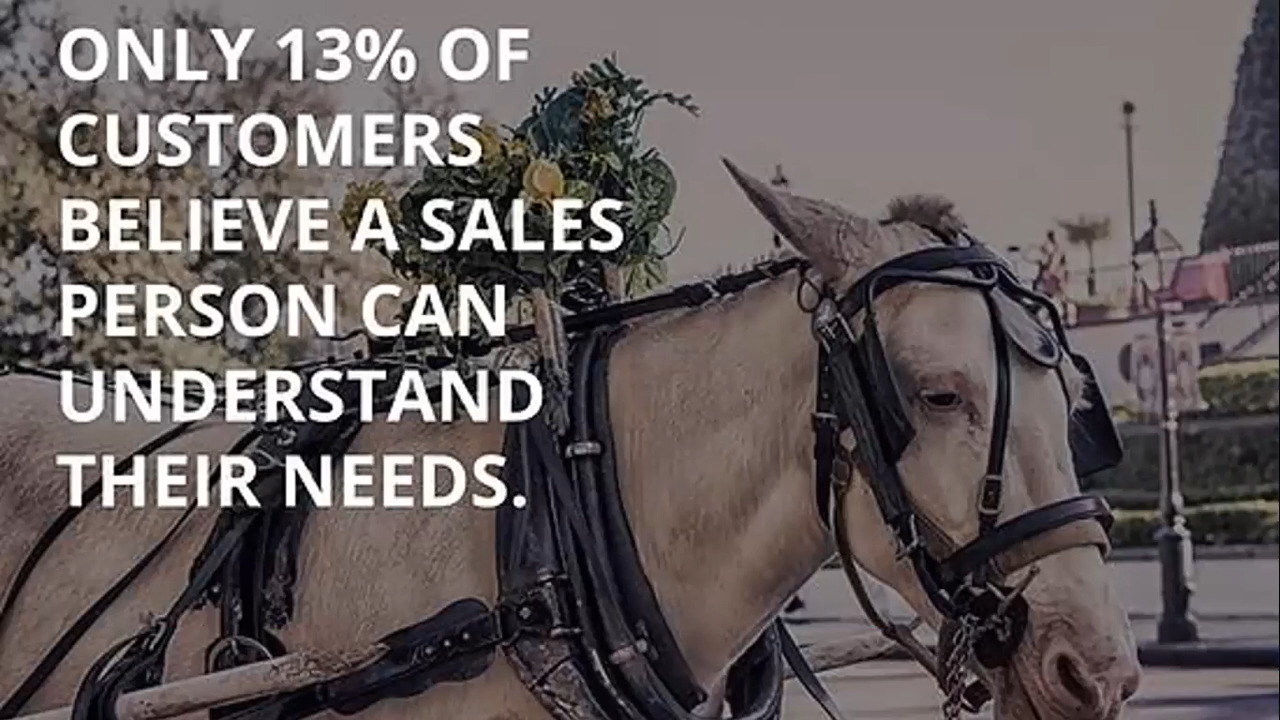 ONLY 13% OF
CUSTOMERS
BELIEVE A SALES
PERSON CAN
UNDERSTAND
THEIR NEEDS.